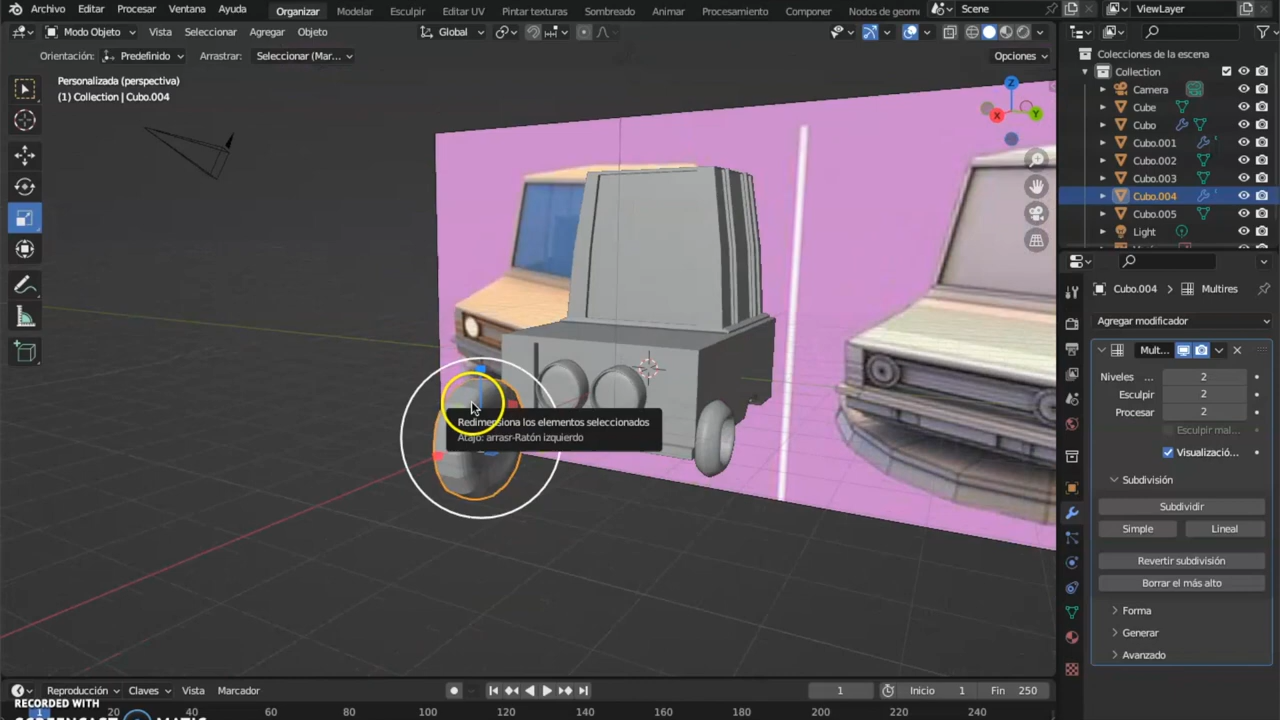 Archivo Editar Procesar Ventana Ayuda Organizar Modelar Esculpir Editar UV Pintar texturas Sombreado Animar Procesamiento Componer Nodos de geome Scene ViewLayer
Modo Objeto Vista Seleccionar Agregar Objeto Global
Orientación: Predefinido Arrastrar: Seleccionar (Mar... Opciones
Personalizada (perspectiva)
(1) Collection | Cubo.004
Z
X
Y
Redimensiona los elementos seleccionados
Atajo: arrasr-Ratón izquierdo
Colecciones de la escena
Collection
Camera
Cube
Cubo
Cubo.001
Cubo.002
Cubo.003
Cubo.004
Cubo.005
Light
Cubo.004 > Multires
Agregar modificador
Mult...
Niveles ... 2
Esculpir 2
Procesar 2
Esculpir mal...
Visualizació...
Subdivisión
Subdividir
Simple Lineal
Revertir subdivisión
Borrar el más alto
Forma
Generar
Avanzado
Reproducción Claves Vista Marcador 1 Inicio 1 Fin 250
RECORDED WITH
1 20 40 60 80 100 120 140 160 180 200 220 240